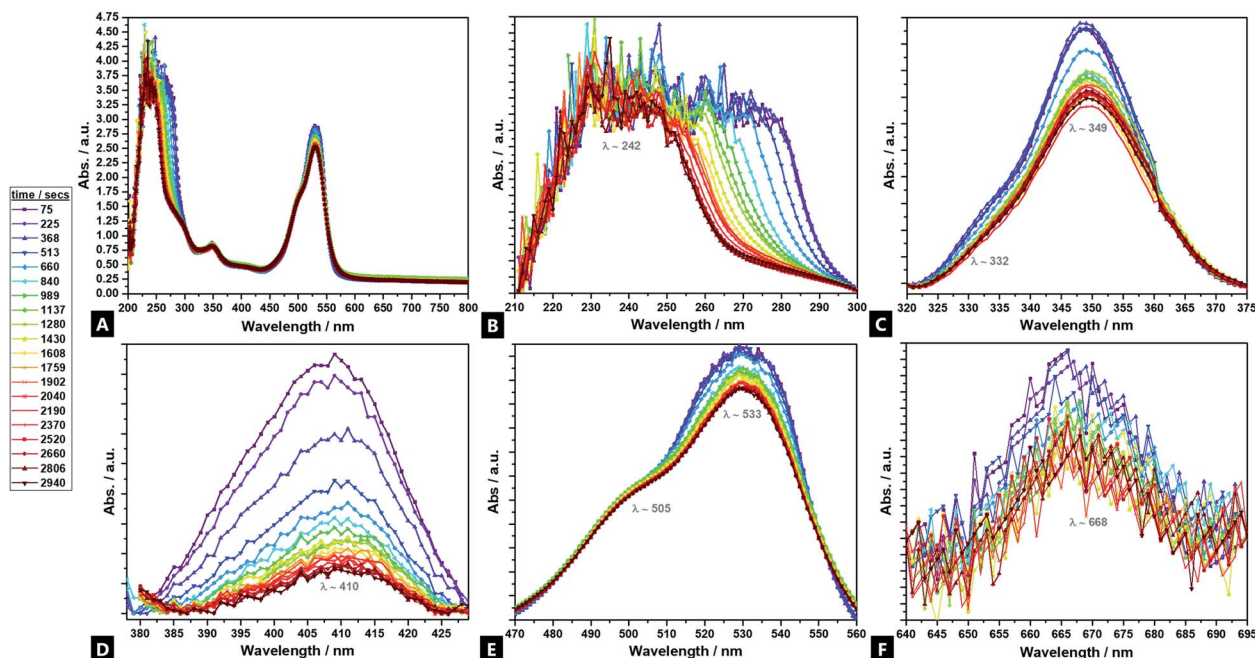 time / secs
75
225
368
513
660
840
989
1137
1280
1430
1608
1759
1902
2040
2190
2370
2520
2660
2806
2940
Abs. / a.u.
4.75
4.50
4.25
4.00
3.75
3.50
3.25
3.00
2.75
2.50
2.25
2.00
1.75
1.50
1.25
1.00
0.75
0.50
0.25
0.00
200 250 300 350 400 450 500 550 600 650 700 750 800
Wavelength / nm
A
Abs. / a.u.
λ ~ 242
210 220 230 240 250 260 270 280 290 300
Wavelength / nm
B
Abs. / a.u.
λ ~ 349
λ ~ 332
320 325 330 335 340 345 350 355 360 365 370 375
Wavelength / nm
C
Abs. / a.u.
λ ~ 410
380 385 390 395 400 405 410 415 420 425
Wavelength / nm
D
Abs. / a.u.
λ ~ 533
λ ~ 505
470 480 490 500 510 520 530 540 550 560
Wavelength / nm
E
Abs. / a.u.
λ ~ 668
640 645 650 655 660 665 670 675 680 685 690 695
Wavelength / nm
F